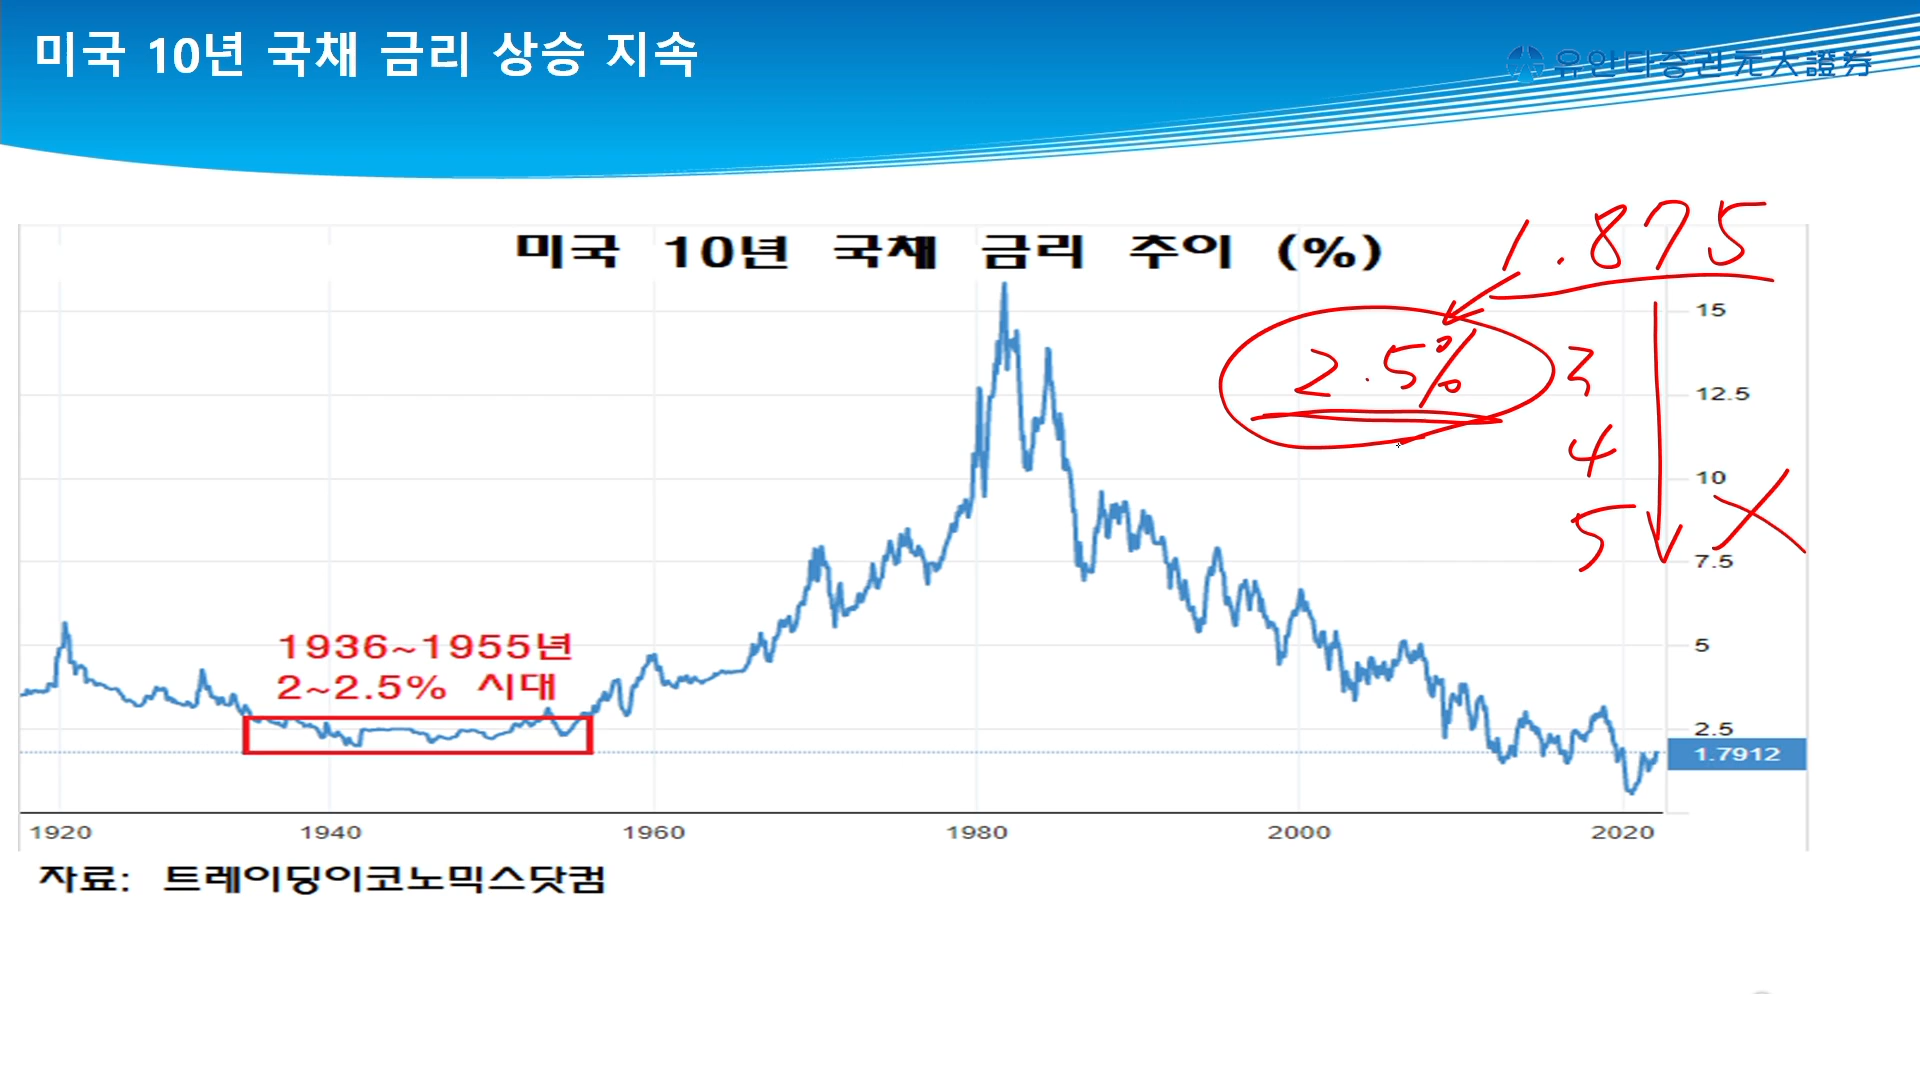 미국 10년 국채 금리 상승 지속
유안타증권 元大證券
미국 10년 국채 금리 추이 (%)
1.875
2.5%
3
4
5
15
12.5
10
7.5
5
2.5
1.7912
1936~1955년
2~2.5% 시대
1920 1940 1960 1980 2000 2020
자료: 트레이딩이코노믹스닷컴